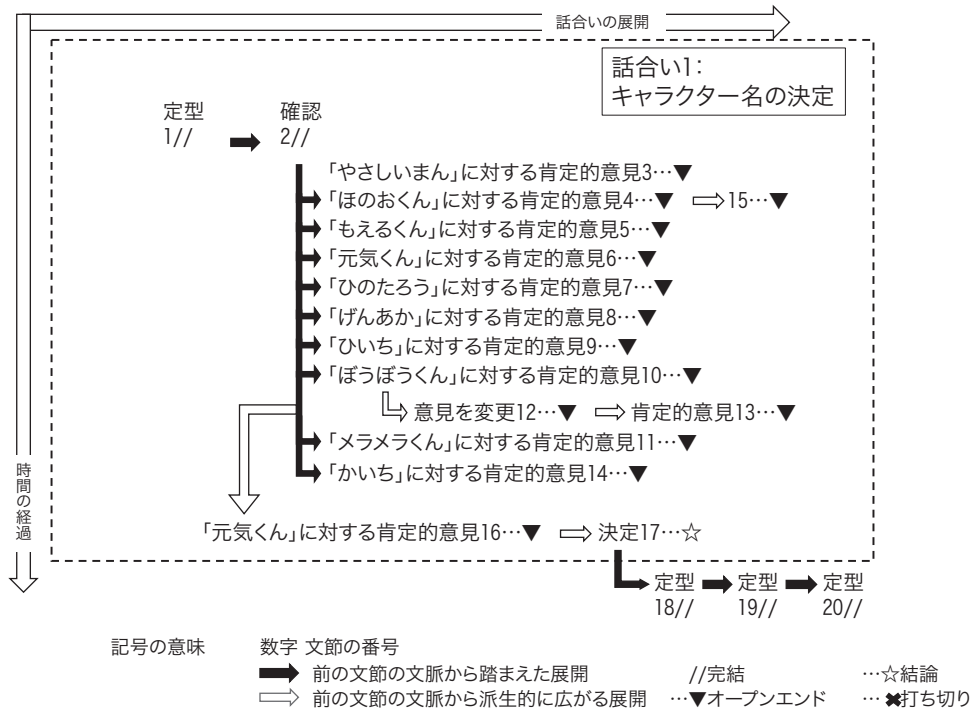 話合いの展開
話合い1:
キャラクター名の決定
定型
1//
確認
2//
「やさしいまん」に対する肯定的意見3…▼
「ほのおくん」に対する肯定的意見4…▼ ⇨15…▼
「もえるくん」に対する肯定的意見5…▼
「元気くん」に対する肯定的意見6…▼
「ひのたろう」に対する肯定的意見7…▼
「げんあか」に対する肯定的意見8…▼
「ひいち」に対する肯定的意見9…▼
「ぼうぼうくん」に対する肯定的意見10…▼
意見を変更12…▼ ⇨ 肯定的意見13…▼
「メラメラくん」に対する肯定的意見11…▼
「かいち」に対する肯定的意見14…▼
時間の経過
「元気くん」に対する肯定的意見16…▼ ⇨ 決定17…☆
定型 ➡ 定型 ➡ 定型
18// 19// 20//
記号の意味 数字 文節の番号
➡ 前の文節の文脈から踏まえた展開 //完結 …☆結論
⇨ 前の文節の文脈から派生的に広がる展開 …▼オープンエンド …✖打ち切り